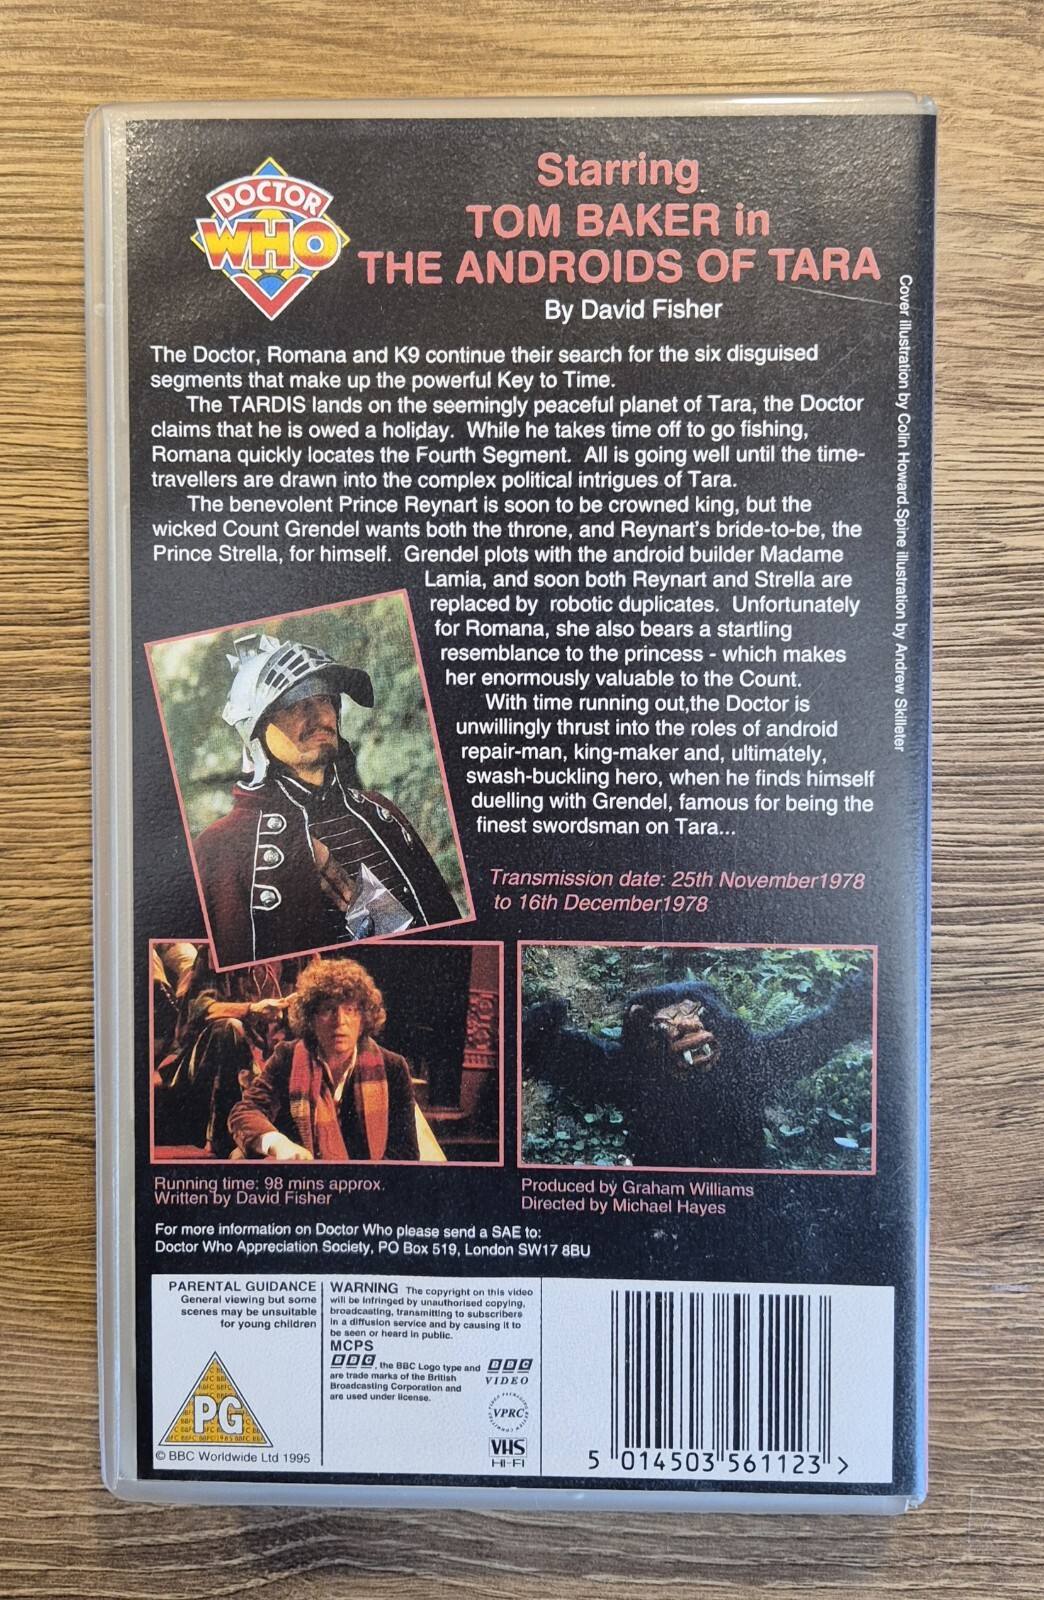 DOCTOR
WHO
Starring
TOM BAKER in
THE ANDROIDS OF TARA
By David Fisher
The Doctor, Romana and K9 continue their search for the six disguised
segments that make up the powerful Key to Time.
The TARDIS lands on the seemingly peaceful planet of Tara, the Doctor
claims that he is owed a holiday. While he takes time off to go fishing,
Romana quickly locates the Fourth Segment. All is going well until the time-
travellers are drawn into the complex political intrigues of Tara.
The benevolent Prince Reynart is soon to be crowned king, but the
wicked Count Grendel wants both the throne, and Reynart's bride-to-be, the
Prince Strella, for himself. Grendel plots with the android builder Madame
Lamia, and soon both Reynart and Strella are
replaced by robotic duplicates. Unfortunately
for Romana, she also bears a startling
resemblance to the princess - which makes
her enormously valuable to the Count.
With time running out,the Doctor is
unwillingly thrust into the roles of android
repair-man, king-maker and, ultimately,
swash-buckling hero, when he finds himself
duelling with Grendel, famous for being the
finest swordsman on Tara...
Transmission date: 25th November1978
to 16th December1978
Cover illustration by Colin Howard.Spine illustration by Andrew Skilleter
Running time: 98 mins approx.
Written by David Fisher
Produced by Graham Williams
Directed by Michael Hayes
For more information on Doctor Who please send a SAE to:
Doctor Who Appreciation Society, PO Box 519, London SW17 8BU
PARENTAL GUIDANCE
General viewing but some
scenes may be unsuitable
for young children
PG
© BBC Worldwide Ltd 1995
WARNING The copyright on this video
will be infringed by unauthorised copying,
broadcasting, transmitting to subscribers
in a diffusion service and by causing it to
be seen or heard in public.
MCPS
BBC, the BBC Logo type and
are trade marks of the British
Broadcasting Corporation and
are used under license.
BBC
VIDEO
VPRC
VHS
HI-FI
5 014503 561123 >